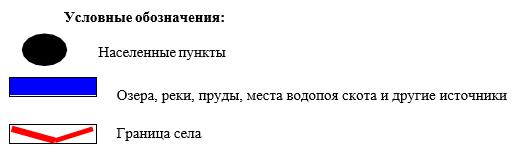 Условные обозначения:
Населенные пункты
Озера, реки, пруды, места водопоя скота и другие источники
Граница села